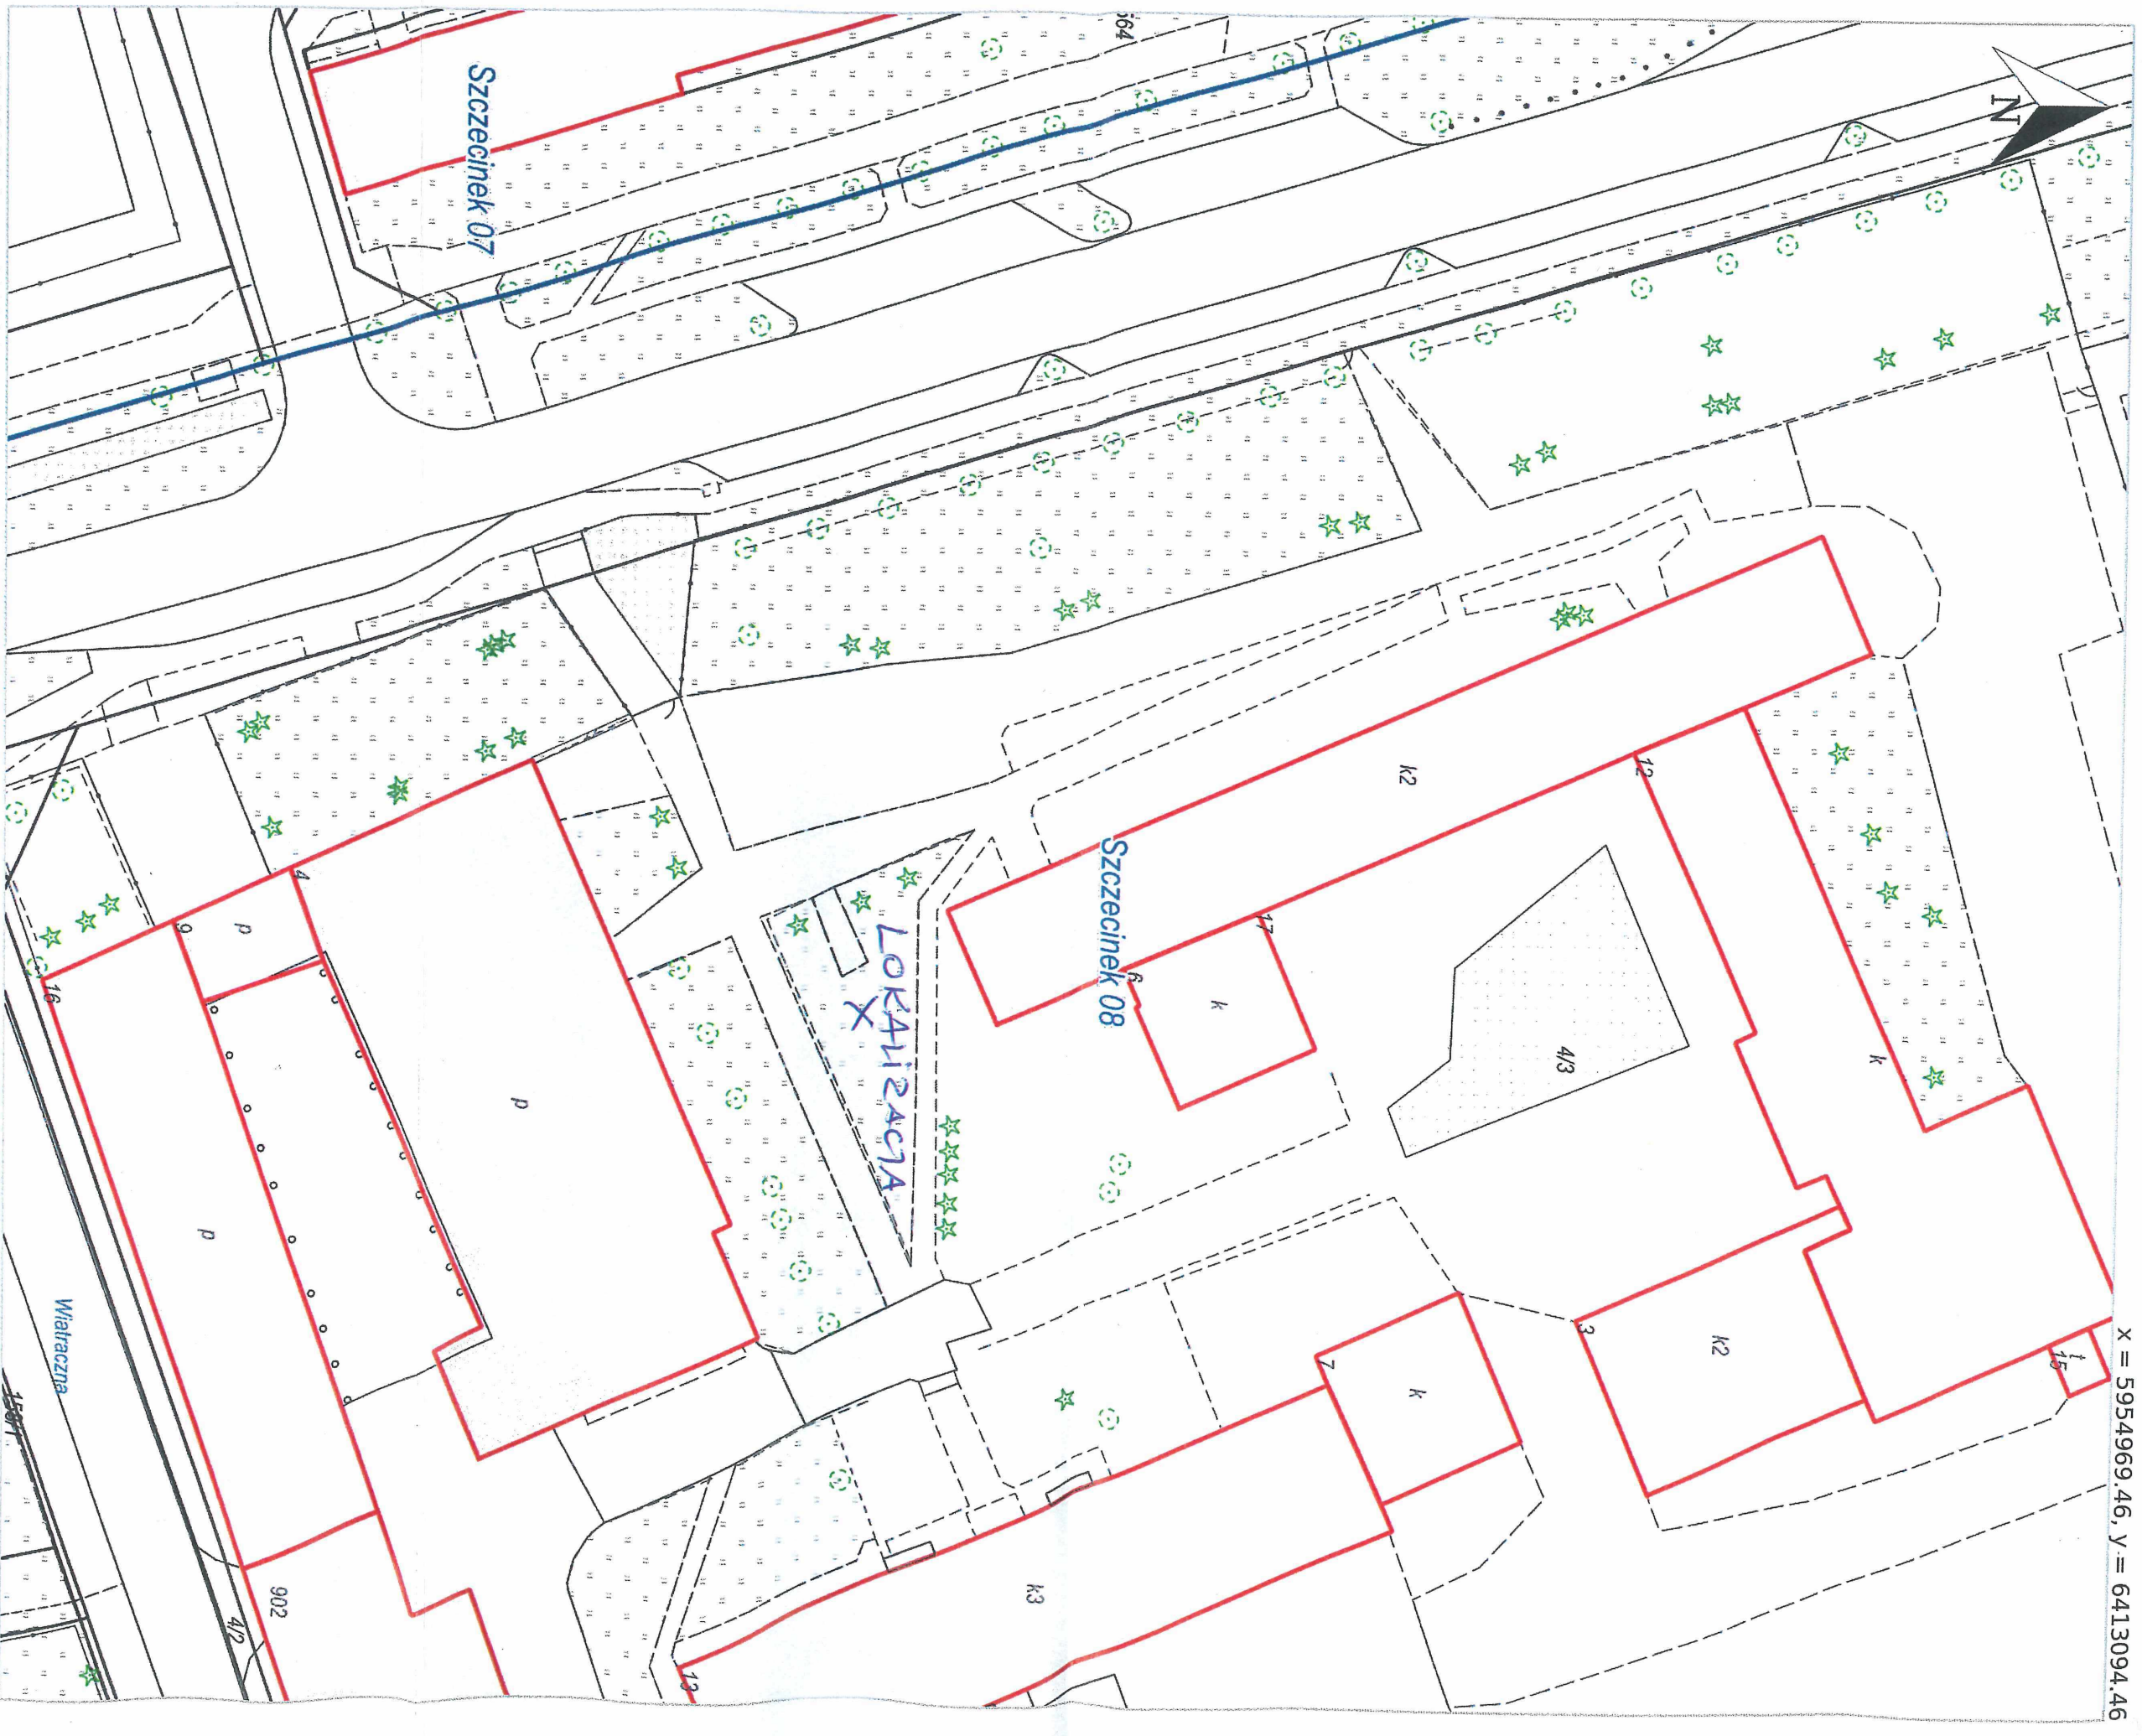 564
Szczecinek 07
N
x = 5954969.46, y = 6413094.46
k2
12
Szczecinek 08
17
6
k
4/3
k
LOKALIZACJA
X
4
p
9
16
p
p
3
k2
t
15
7
k
k3
13
Wiatraczna
902
4/2